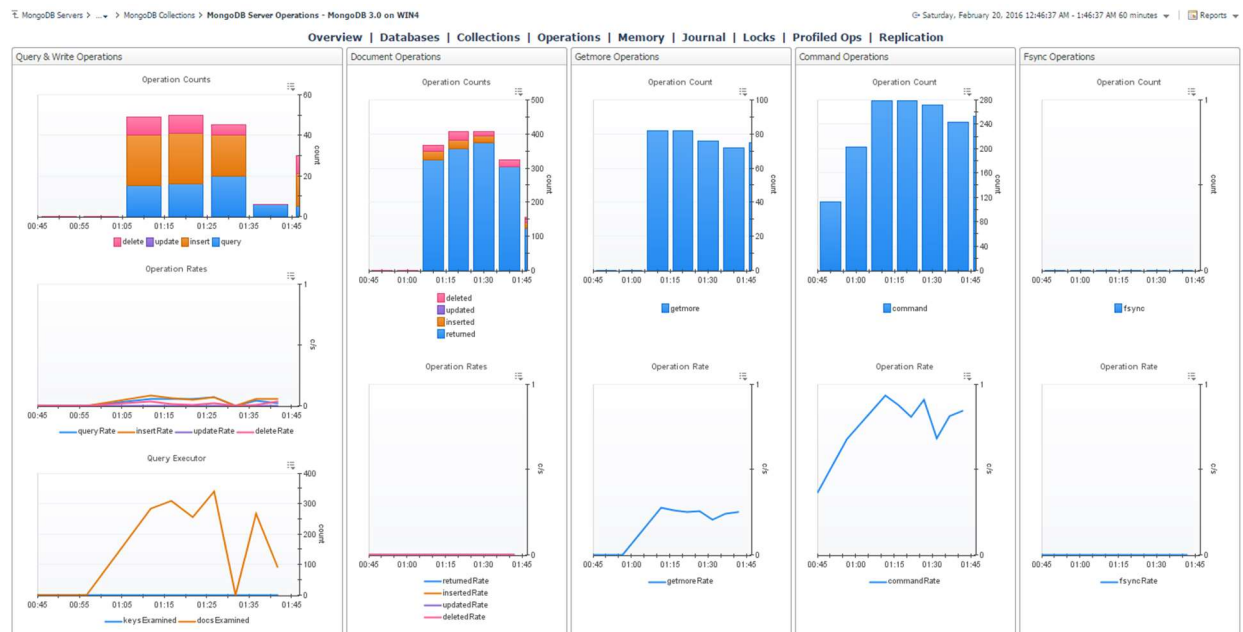 MongoDB Servers > ... > MongoDB Collections > MongoDB Server Operations - MongoDB 3.0 on WIN4
Saturday, February 20, 2016 12:46:37 AM - 1:46:37 AM 60 minutes | Reports
Overview | Databases | Collections | Operations | Memory | Journal | Locks | Profiled Ops | Replication
Query & Write Operations
Operation Counts
60
40
20
0
count
00:45 00:55 01:05 01:15 01:25 01:35 01:45
delete update insert query
Operation Rates
1
0
c/s
00:45 00:55 01:05 01:15 01:25 01:35 01:45
queryRate insertRate updateRate deleteRate
Query Executor
400
300
200
100
0
count
00:45 00:55 01:05 01:15 01:25 01:35 01:45
keysExamined docsExamined
Document Operations
Operation Counts
500
400
300
200
100
0
count
00:45 01:00 01:15 01:30 01:45
deleted
updated
inserted
returned
Operation Rates
1
0
c/s
00:45 01:00 01:15 01:30 01:45
returnedRate
insertedRate
updatedRate
deletedRate
Getmore Operations
Operation Count
100
80
60
40
20
0
count
00:45 01:00 01:15 01:30 01:45
getmore
Operation Rate
1
0
c/s
00:45 01:00 01:15 01:30 01:45
getmoreRate
Command Operations
Operation Count
280
240
200
160
120
80
40
0
count
00:45 01:00 01:15 01:30 01:45
command
Operation Rate
1
0
c/s
00:45 01:00 01:15 01:30 01:45
commandRate
Fsync Operations
Operation Count
1
0
count
00:45 01:00 01:15 01:30 01:45
fsync
Operation Rate
1
0
c/s
00:45 01:00 01:15 01:30 01:45
fsyncRate